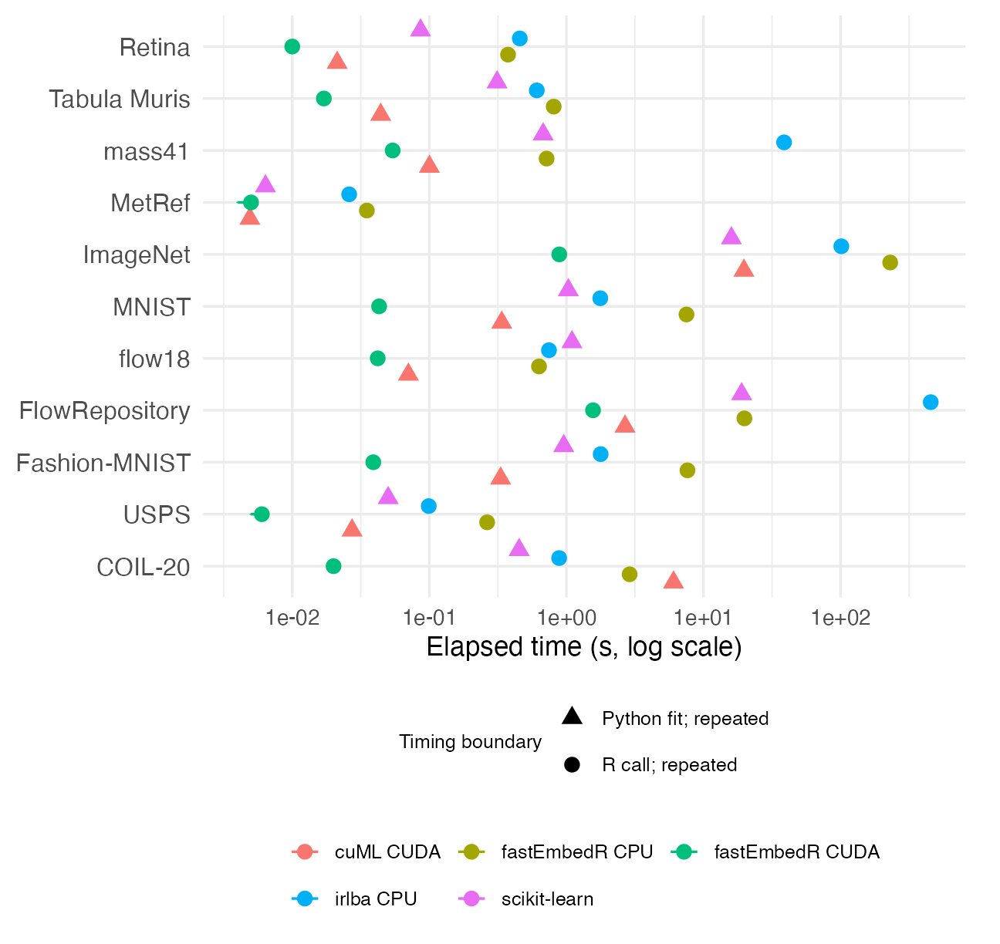 Retina
Tabula Muris
mass41
MetRef
ImageNet
MNIST
flow18
FlowRepository
Fashion-MNIST
USPS
COIL-20
1e-02 1e-01 1e+00 1e+01 1e+02
Elapsed time (s, log scale)
Timing boundary
Python fit; repeated
R call; repeated
cuML CUDA fastEmbedR CPU fastEmbedR CUDA
irlba CPU scikit-learn